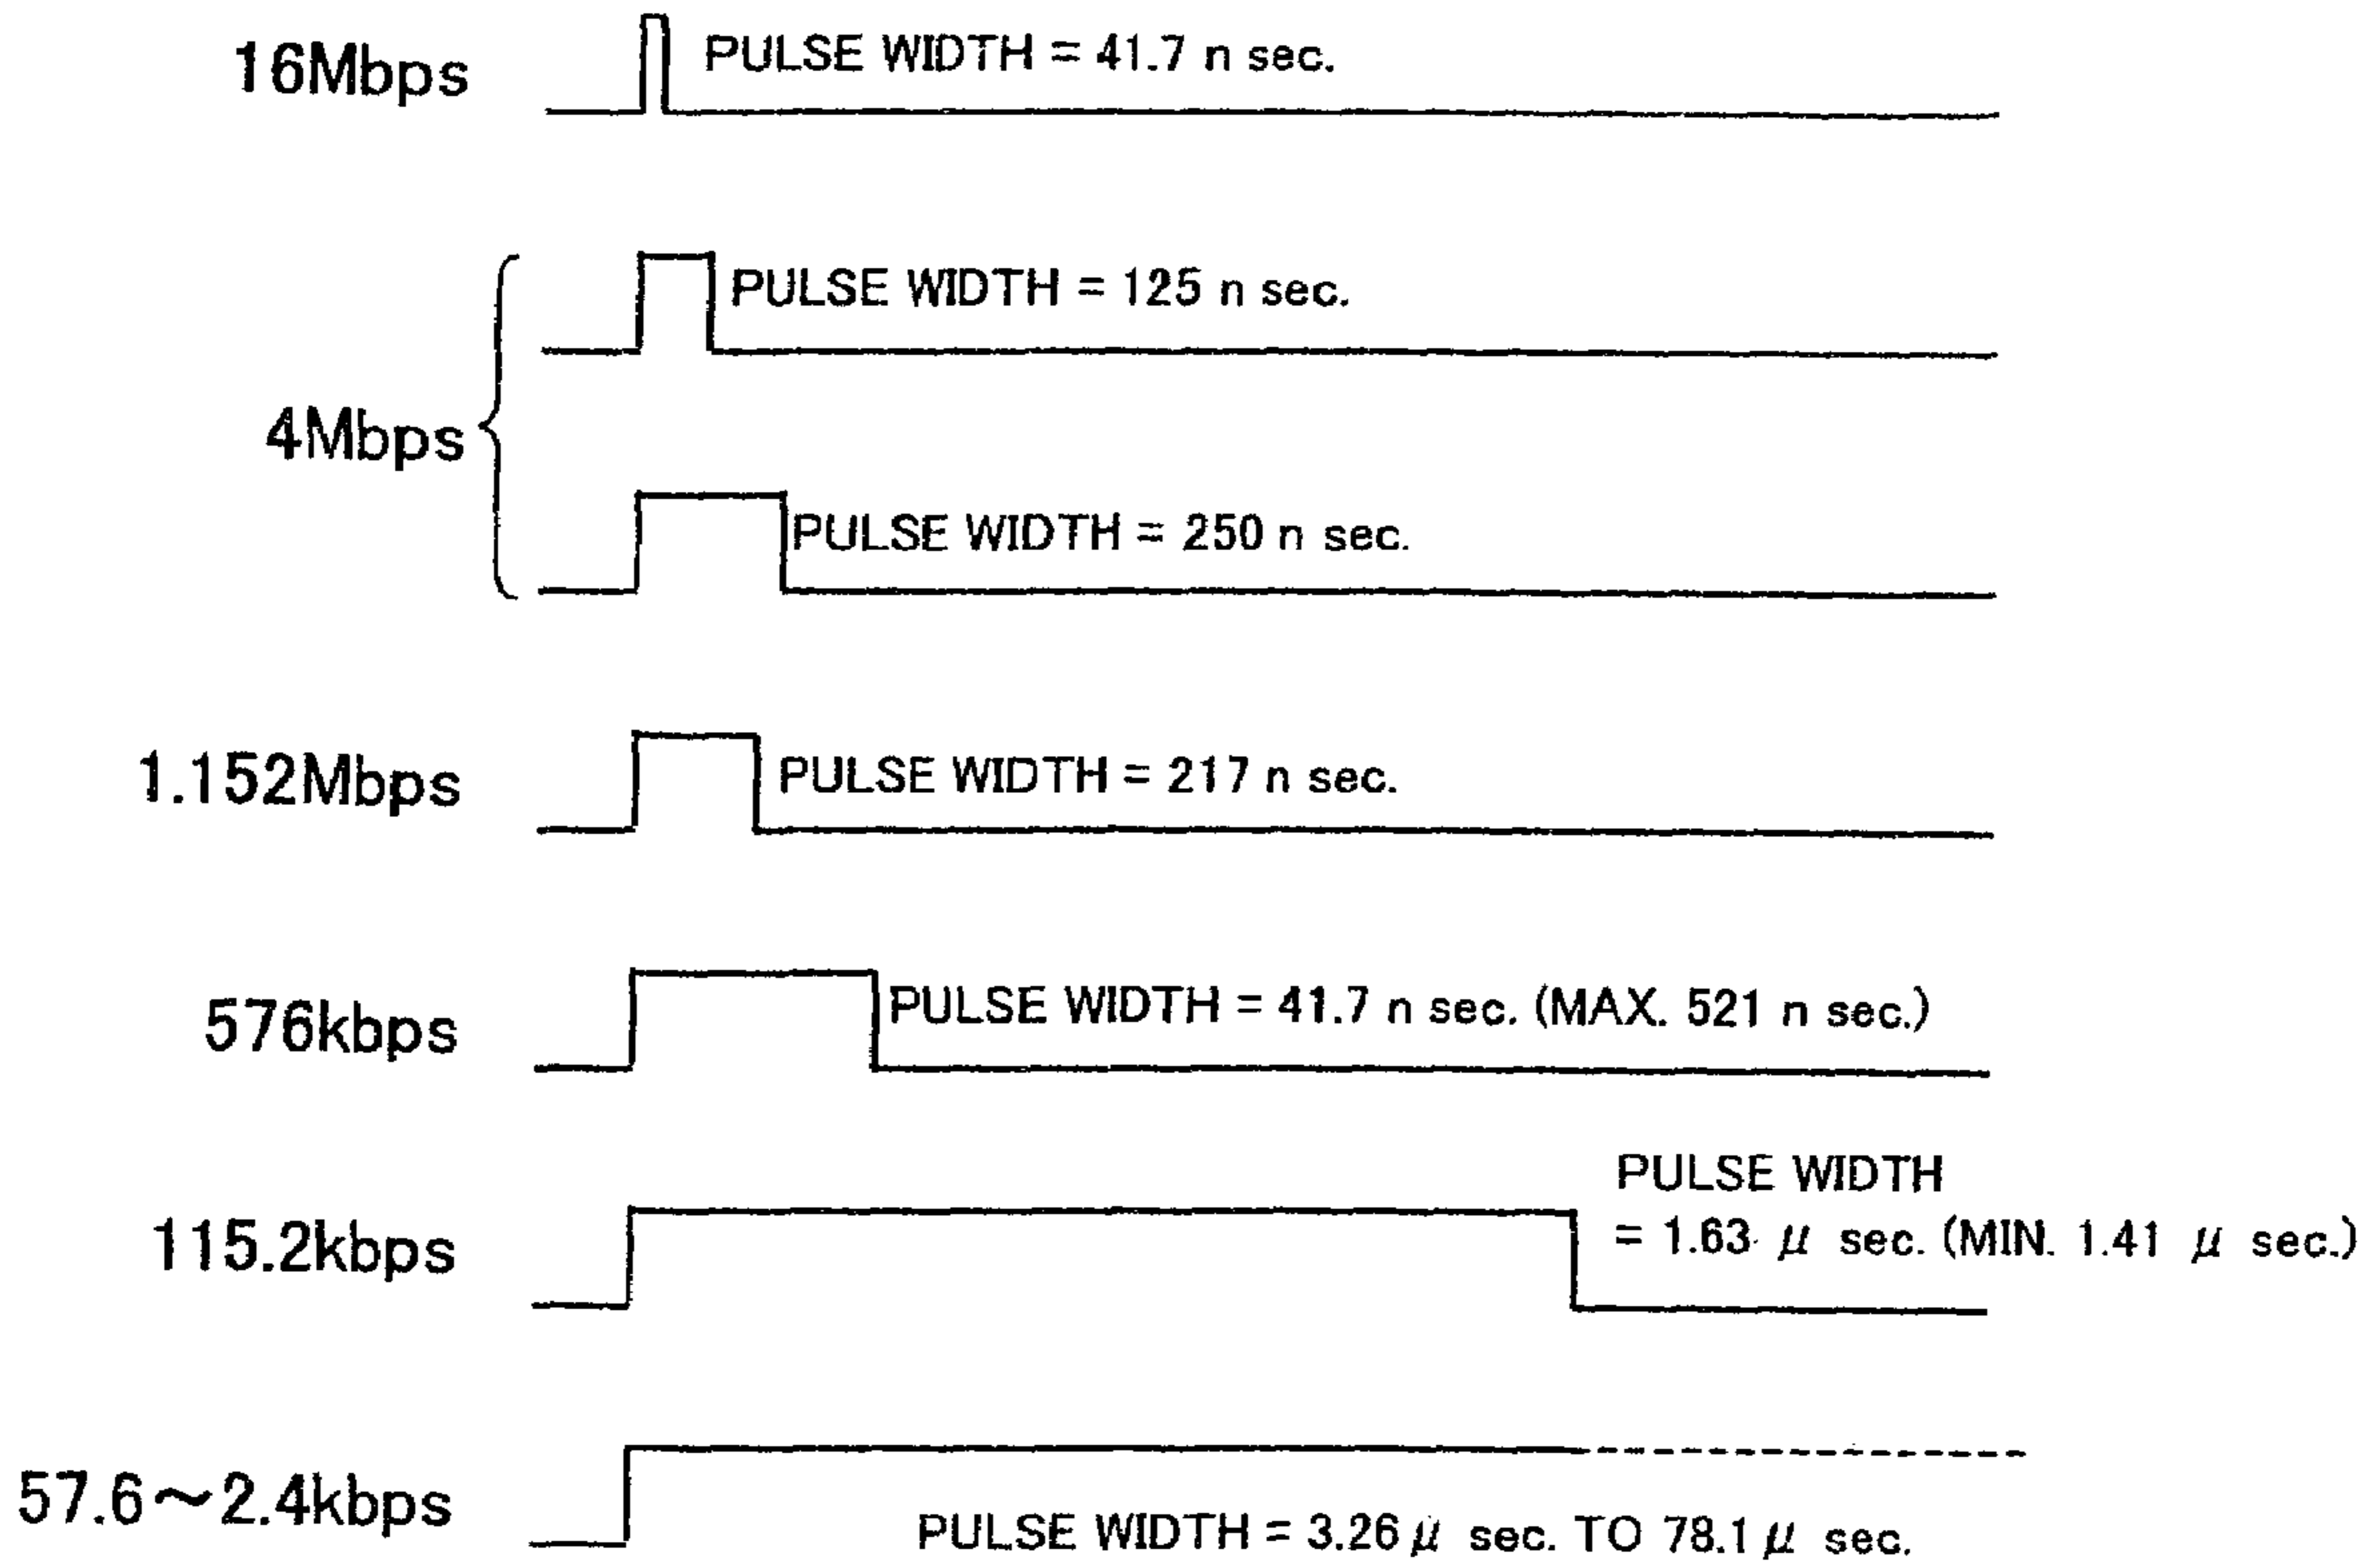 16Mbps
PULSE WIDTH = 41.7 n sec.
4Mbps
PULSE WIDTH = 125 n sec.
PULSE WIDTH = 250 n sec.
1.152Mbps
PULSE WIDTH = 217 n sec.
576kbps
PULSE WIDTH = 41.7 n sec. (MAX. 521 n sec.)
115.2kbps
PULSE WIDTH
= 1.63 μ sec. (MIN. 1.41 μ sec.)
57.6~2.4kbps
PULSE WIDTH = 3.26 μ sec. TO 78.1 μ sec.